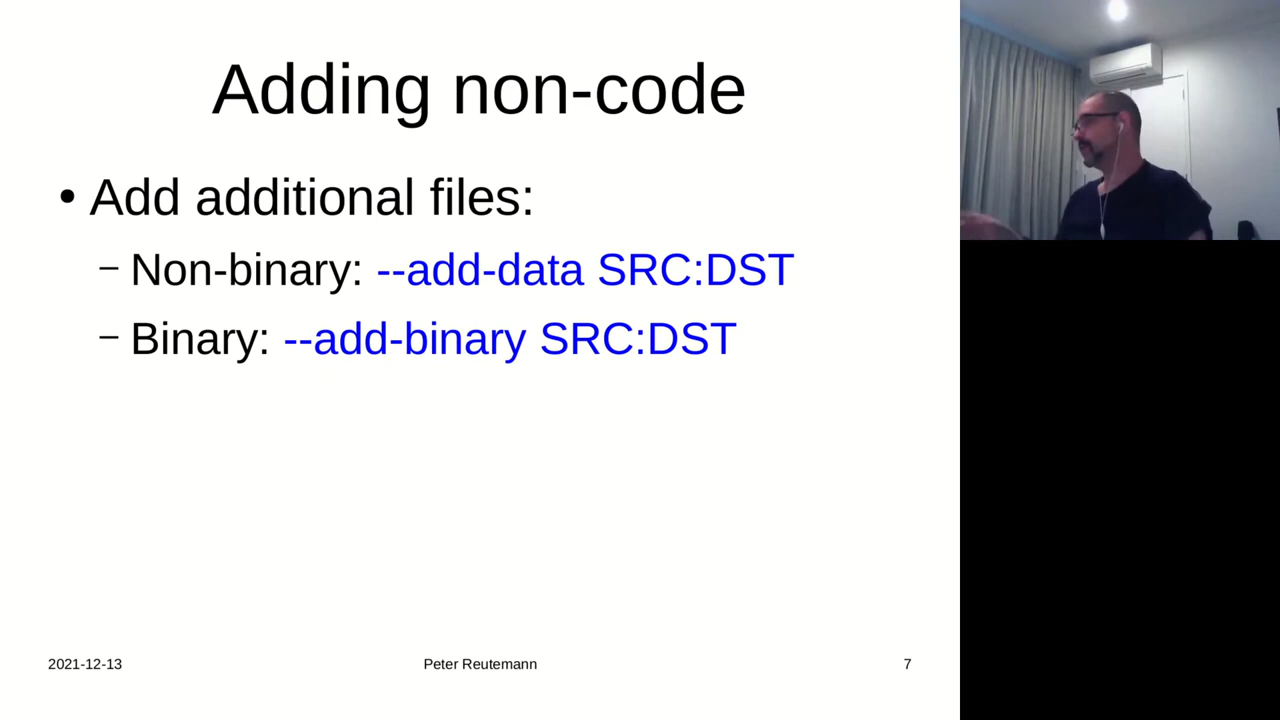 Adding non-code
• Add additional files:
– Non-binary: --add-data SRC:DST
– Binary: --add-binary SRC:DST
2021-12-13 Peter Reutemann 7